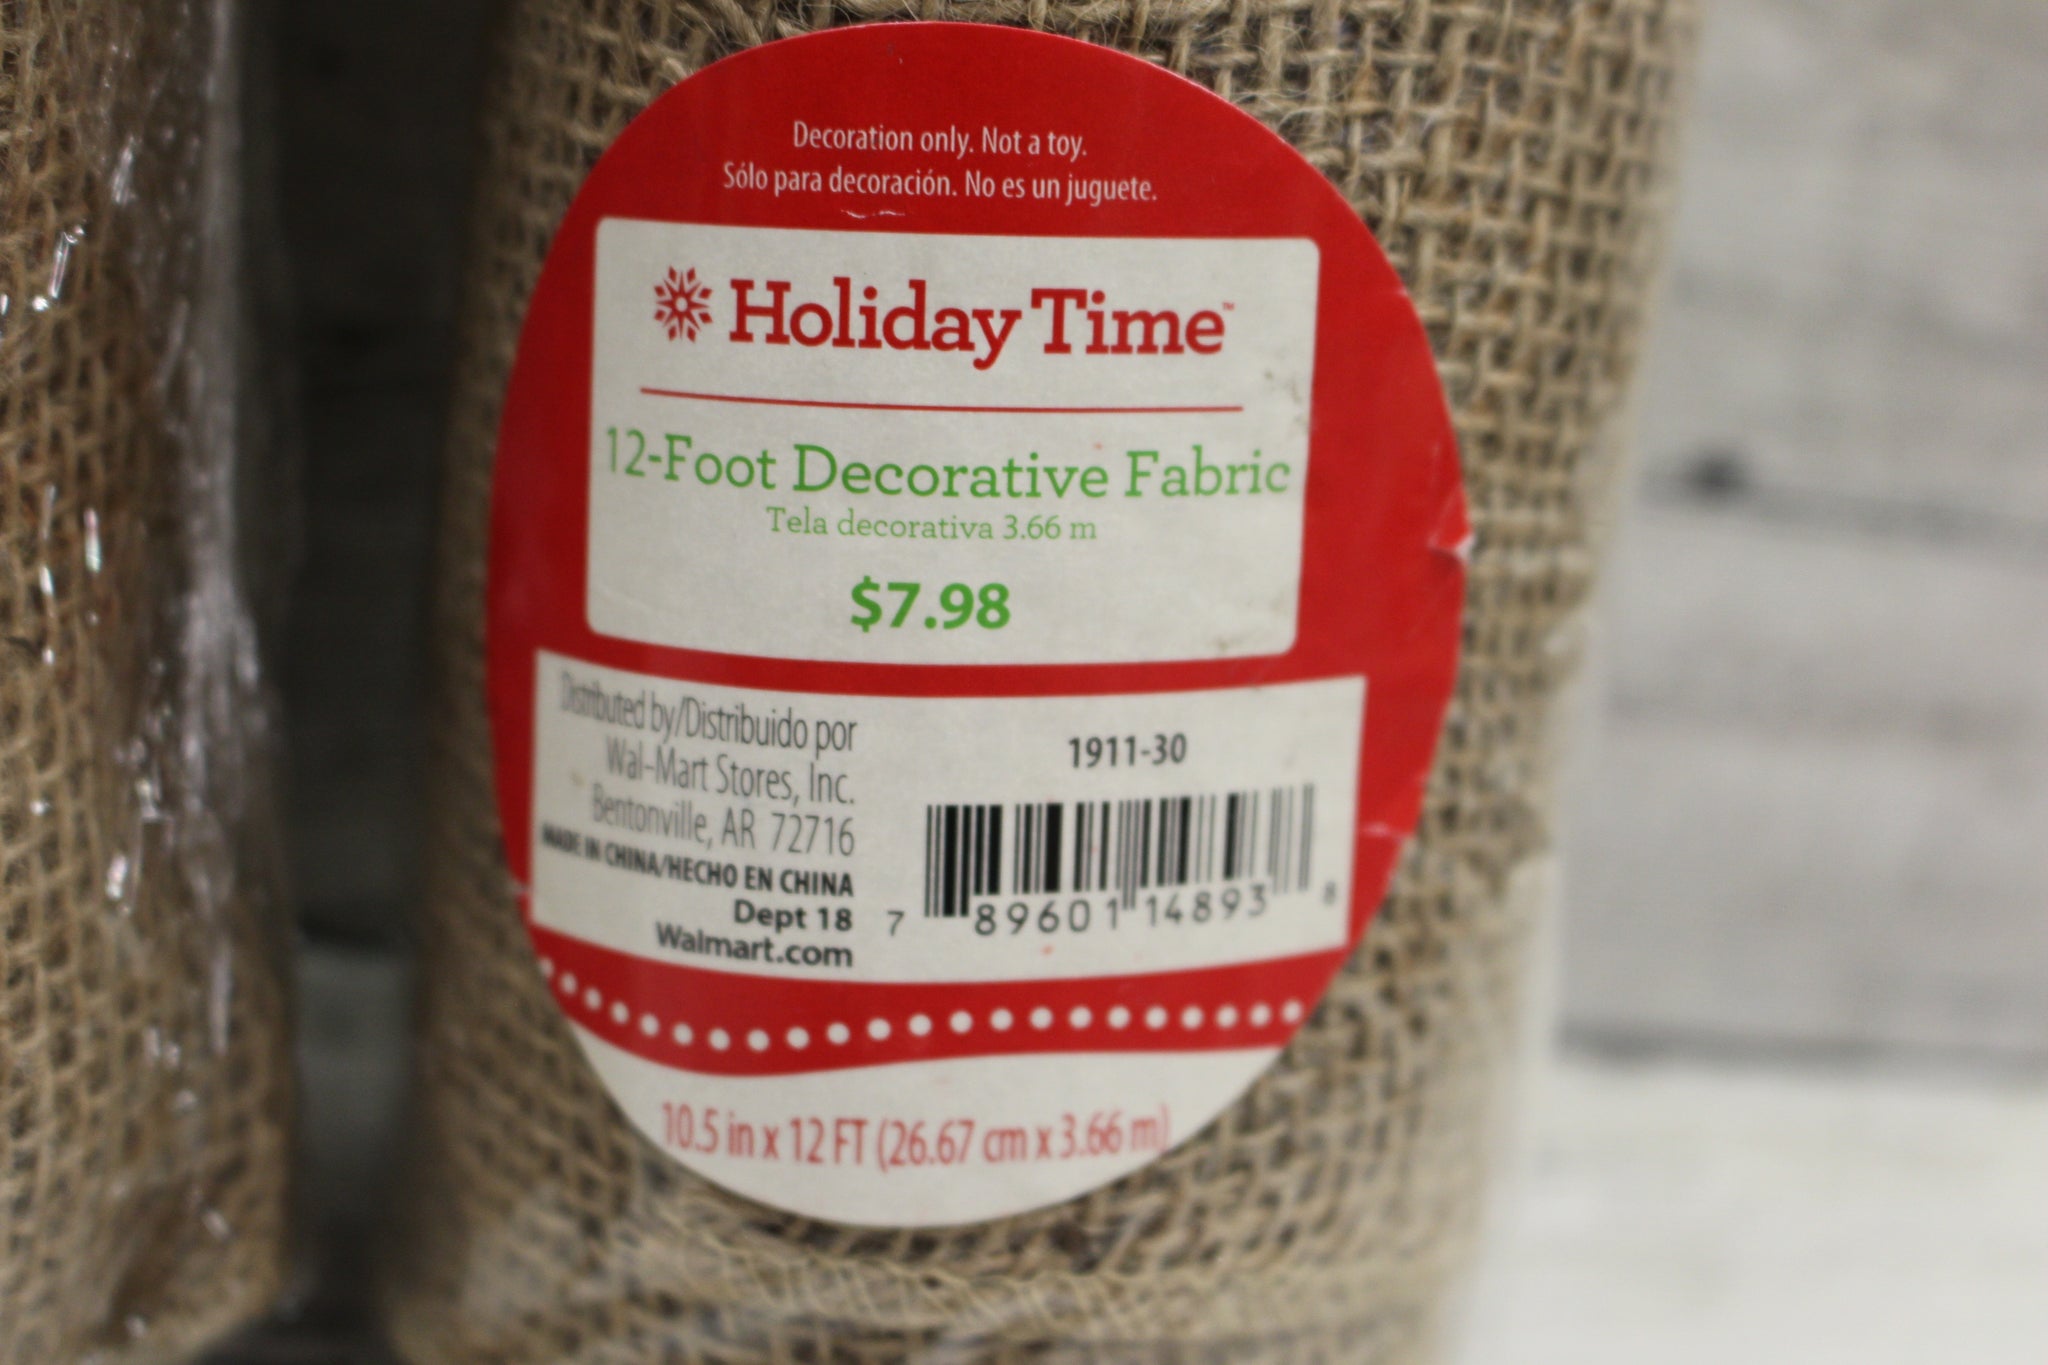 Decoration only. Not a toy.
Sólo para decoración. No es un juguete.
Holiday Time™
12-Foot Decorative Fabric
Tela decorativa 3.66 m
$7.98
Distributed by/Distribuido por
Wal-Mart Stores, Inc.
Bentonville, AR 72716
MADE IN CHINA/HECHO EN CHINA
Dept 18
Walmart.com
1911-30
7 89601 14893 8
10.5 in x 12 FT (26.67 cm x 3.66 m)